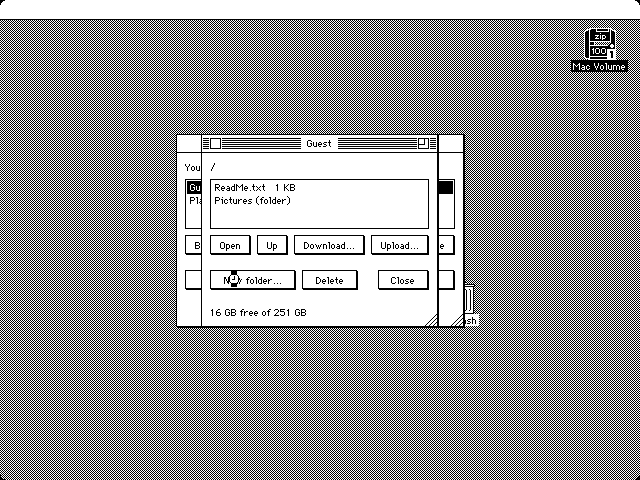 zip
100
Mac Volume
Guest
You /
ReadMe.txt 1 KB
Pictures (folder)
Open Up Download... Upload...
folder... Delete Close
16 GB free of 251 GB